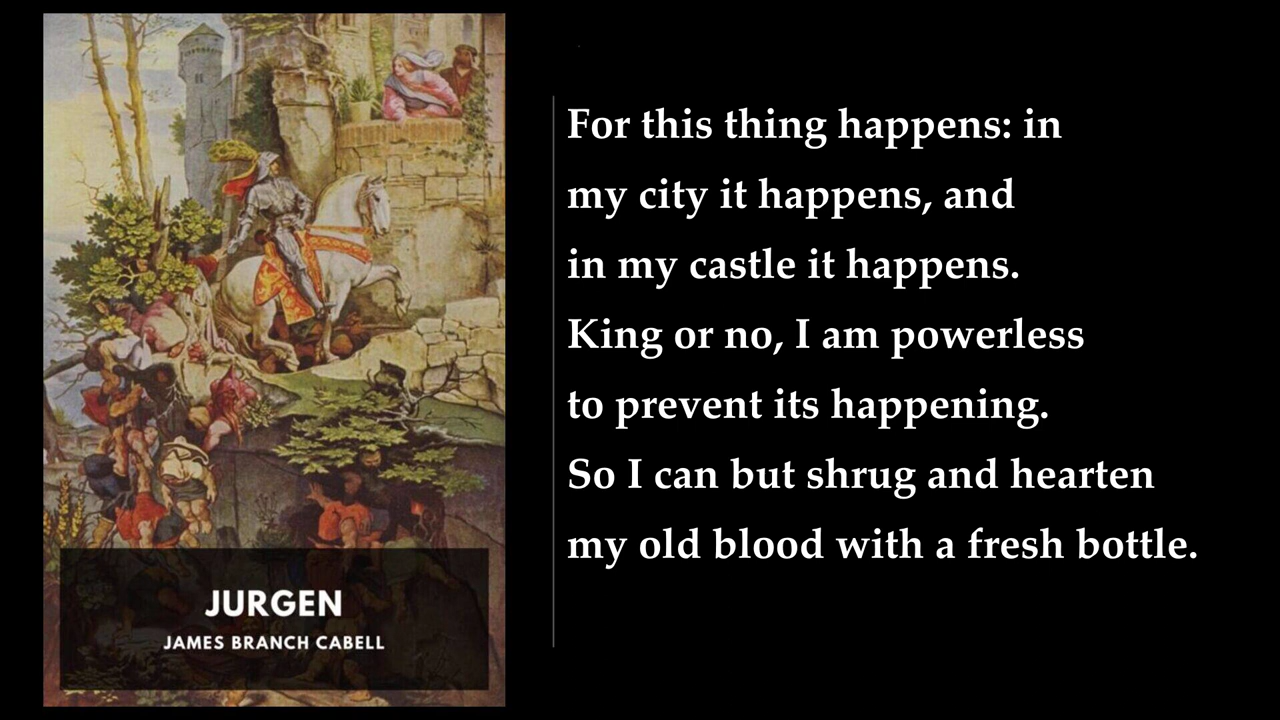 For this thing happens: in
my city it happens, and
in my castle it happens.
King or no, I am powerless
to prevent its happening.
So I can but shrug and hearten
my old blood with a fresh bottle.
JURGEN
JAMES BRANCH CABELL